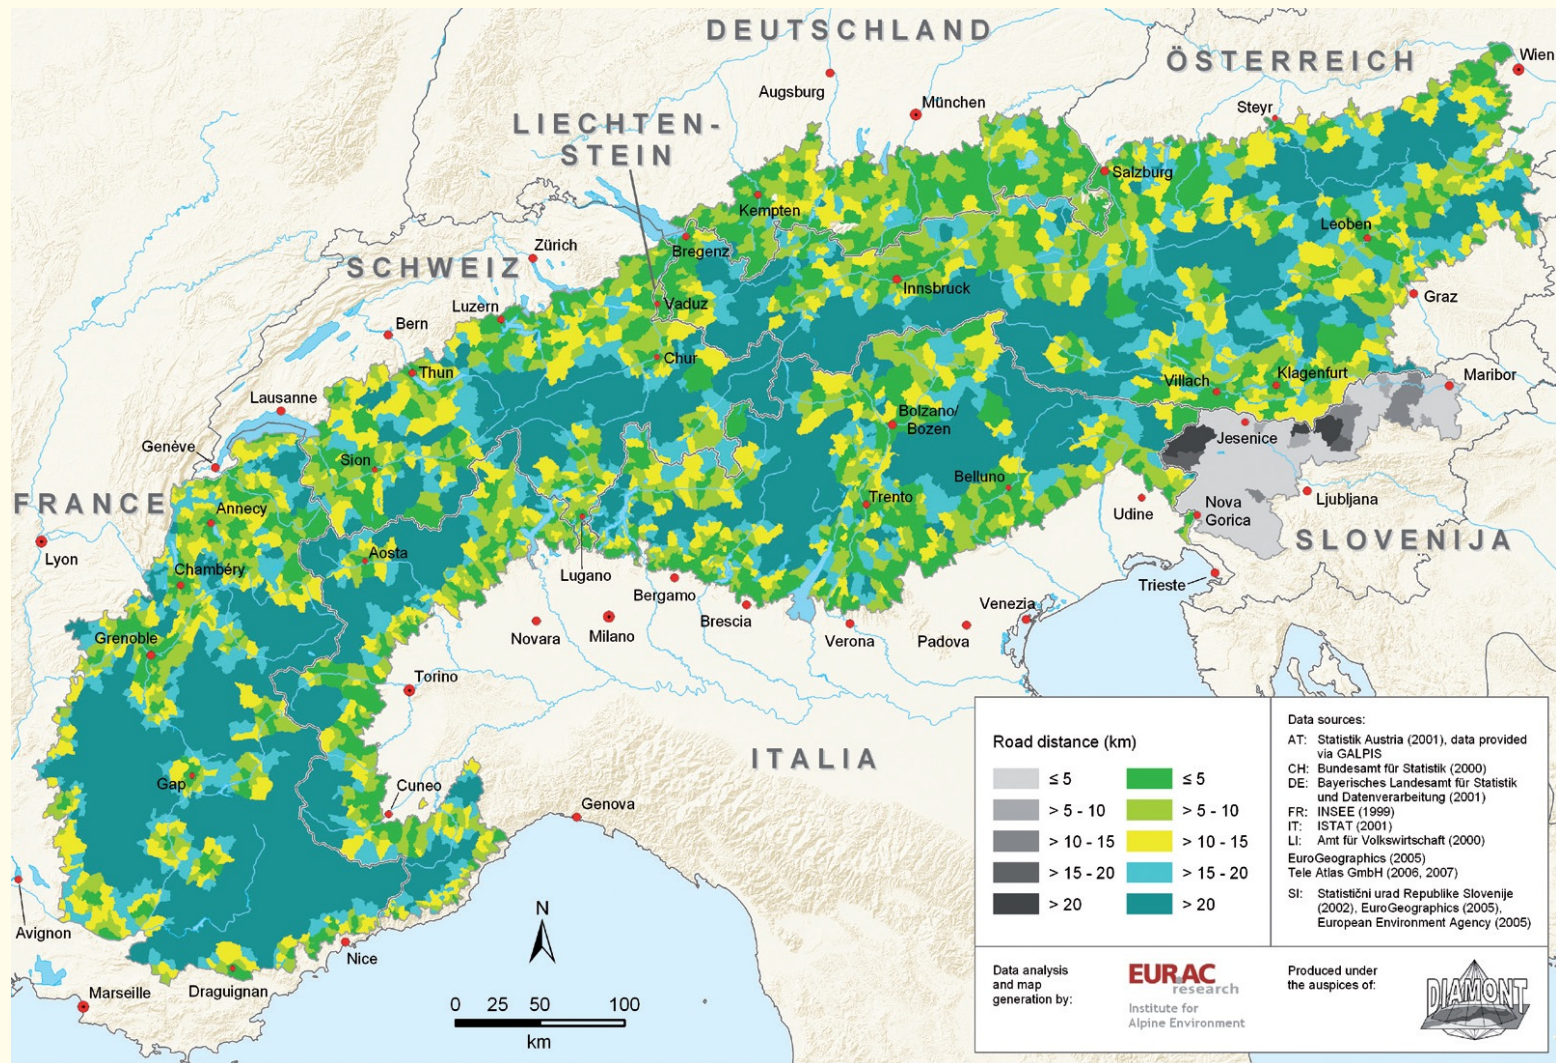 DEUTSCHLAND
ÖSTERREICH
Wien
Augsburg
München
Steyr
LIECHTEN-
STEIN
Salzburg
Kempten
Leoben
Bregenz
Zürich
SCHWEIZ
Innsbruck
Vaduz
Graz
Luzern
Bern
Chur
Thun
Villach
Klagenfurt
Maribor
Lausanne
Bolzano/
Bozen
Jesenice
Genève
Sion
Belluno
Trento
Ljubljana
FRANCE
Annecy
Udine
Nova
Gorica
SLOVENIJA
Lyon
Aosta
Chambéry
Lugano
Bergamo
Trieste
Venezia
Brescia
Novara
Milano
Verona
Padova
Grenoble
Torino
ITALIA
Gap
Cuneo
Genova
Avignon
Nice
Marseille
Draguignan
N
0 25 50 100
km
Road distance (km)
≤ 5 ≤ 5
> 5 - 10 > 5 - 10
> 10 - 15 > 10 - 15
> 15 - 20 > 15 - 20
> 20 > 20
Data sources:
AT: Statistik Austria (2001), data provided
via GALPIS
CH: Bundesamt für Statistik (2000)
DE: Bayerisches Landesamt für Statistik
und Datenverarbeitung (2001)
FR: INSEE (1999)
IT: ISTAT (2001)
LI: Amt für Volkswirtschaft (2000)
EuroGeographics (2005)
Tele Atlas GmbH (2006, 2007)
SI: Statistični urad Republike Slovenije
(2002), EuroGeographics (2005),
European Environment Agency (2005)
Data analysis
and map
generation by:
EURAC
research
Institute for
Alpine Environment
Produced under
the auspices of:
DIAMONT